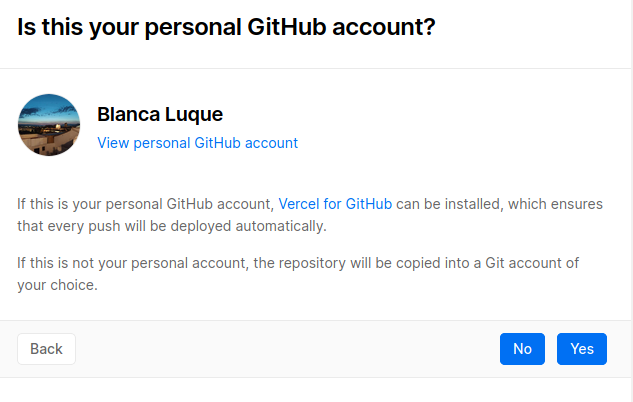 Is this your personal GitHub account?
Blanca Luque
View personal GitHub account
If this is your personal GitHub account, Vercel for GitHub can be installed, which ensures
that every push will be deployed automatically.
If this is not your personal account, the repository will be copied into a Git account of
your choice.
Back
No
Yes